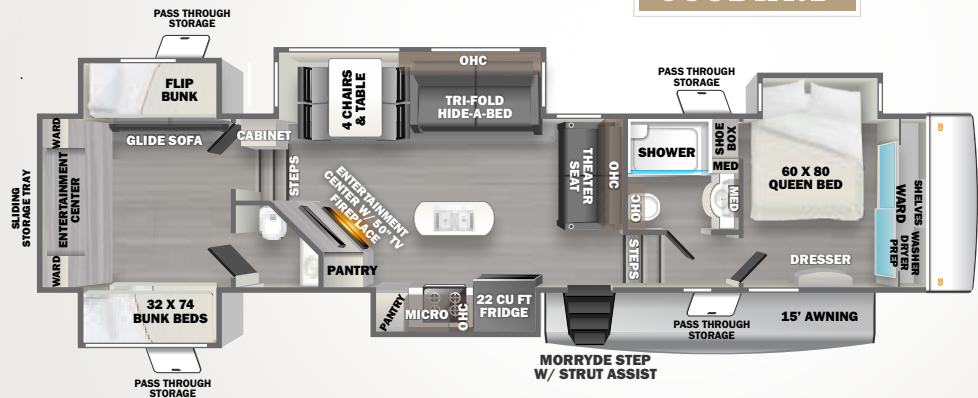 PASS THROUGH
STORAGE
FLIP
BUNK
GLIDE SOFA
WARD
ENTERTAINMENT
CENTER
WARD
SLIDING
STORAGE TRAY
32 X 74
BUNK BEDS
PASS THROUGH
STORAGE
CABINET
STEPS
4 CHAIRS
& TABLE
OHC
TRI-FOLD
HIDE-A-BED
ENTERTAINMENT
CENTER W/ 50" TV
FIREPLACE
PANTRY
PANTRY
MICRO
OHC
22 CU FT
FRIDGE
THEATER
SEAT
OHC
PASS THROUGH
STORAGE
SHOWER
SHOE
BOX
MED
MED
OHC
STEPS
60 X 80
QUEEN BED
DRESSER
WARD
SHELVES
WASHER
DRYER
PREP
PASS THROUGH
STORAGE
15' AWNING
MORRYDE STEP
W/ STRUT ASSIST